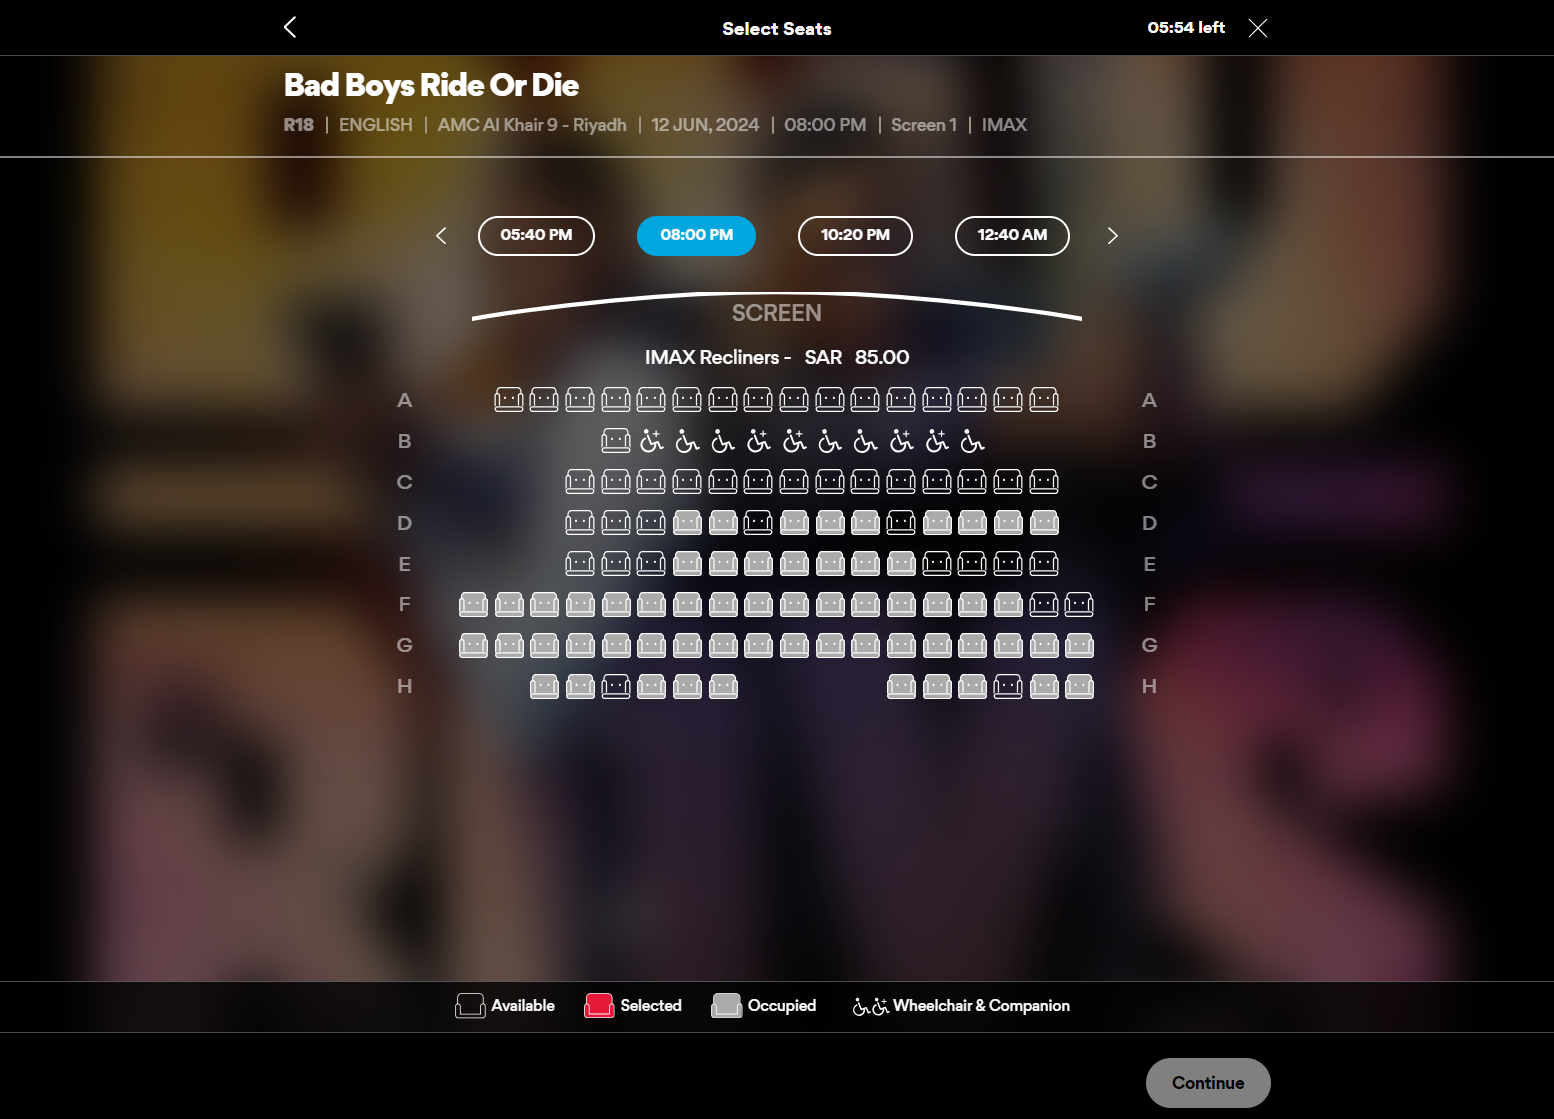 Select Seats
05:54 left
Bad Boys Ride Or Die
R18 | ENGLISH | AMC Al Khair 9 - Riyadh | 12 JUN, 2024 | 08:00 PM | Screen 1 | IMAX
05:40 PM 08:00 PM 10:20 PM 12:40 AM
SCREEN
IMAX Recliners - SAR 85.00
A A
B B
C C
D D
E E
F F
G G
H H
Available Selected Occupied Wheelchair & Companion
Continue